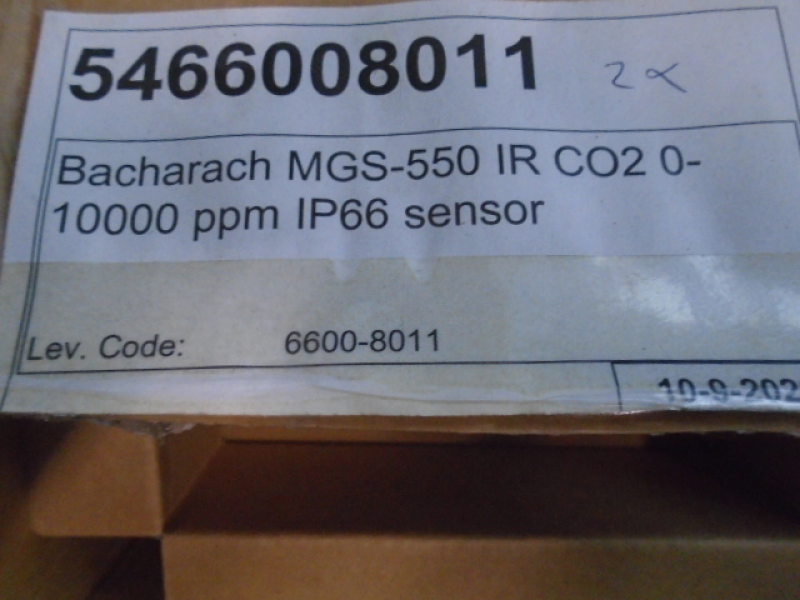 5466008011 2x
Bacharach MGS-550 IR CO2 0-
10000 ppm IP66 sensor
Lev. Code: 6600-8011
10-9-202